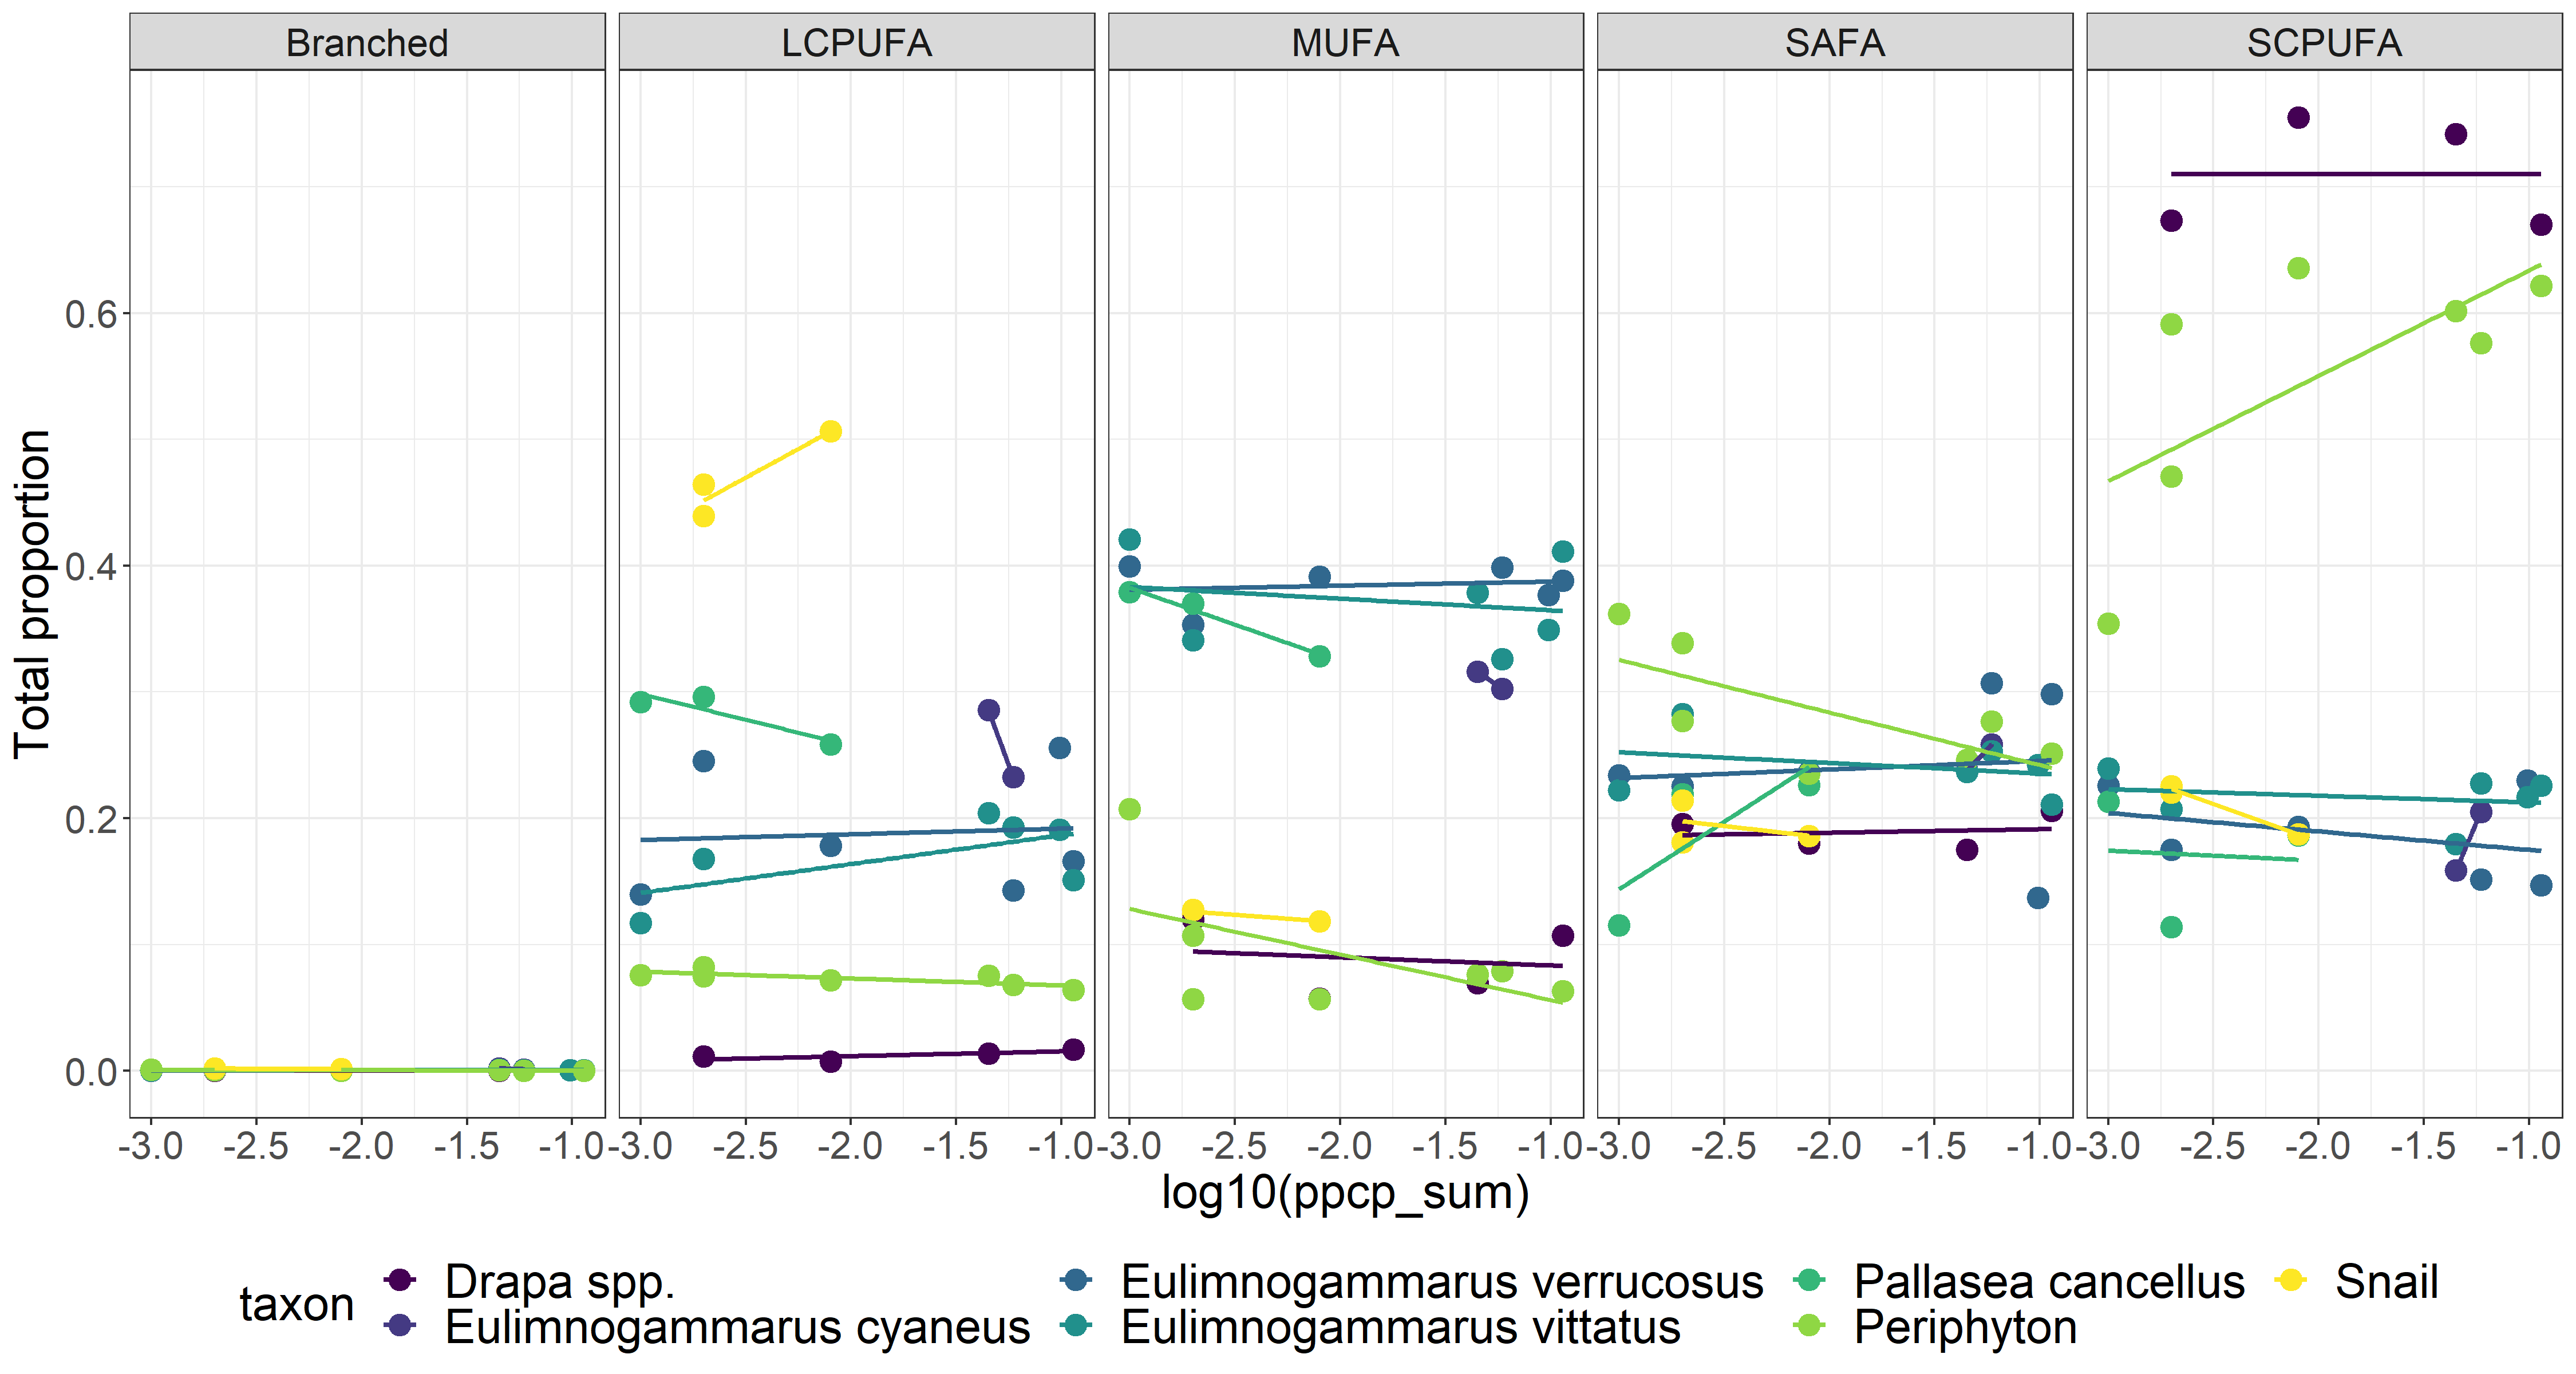 Branched LCPUFA MUFA SAFA SCPUFA
0.6
0.4
0.2
0.0
Total proportion
-3.0 -2.5 -2.0 -1.5 -1.0 -3.0 -2.5 -2.0 -1.5 -1.0 -3.0 -2.5 -2.0 -1.5 -1.0 -3.0 -2.5 -2.0 -1.5 -1.0 -3.0 -2.5 -2.0 -1.5 -1.0
log10(ppcp_sum)
taxon
Drapa spp. Eulimnogammarus verrucosus Pallasea cancellus Snail
Eulimnogammarus cyaneus Eulimnogammarus vittatus Periphyton